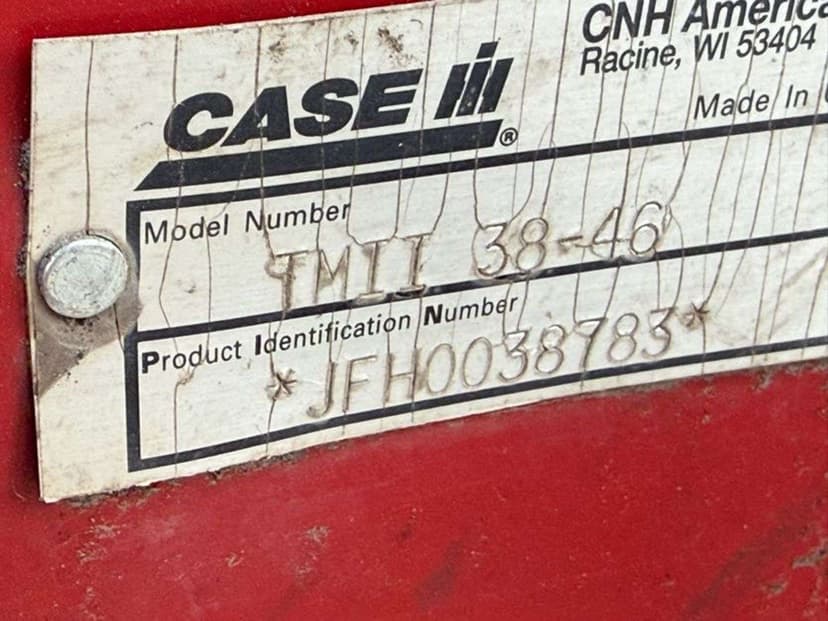 CASE IH®
CNH America
Racine, WI 53404
Made In
Model Number
TMII 38-46
Product Identification Number
*JFH0038783*